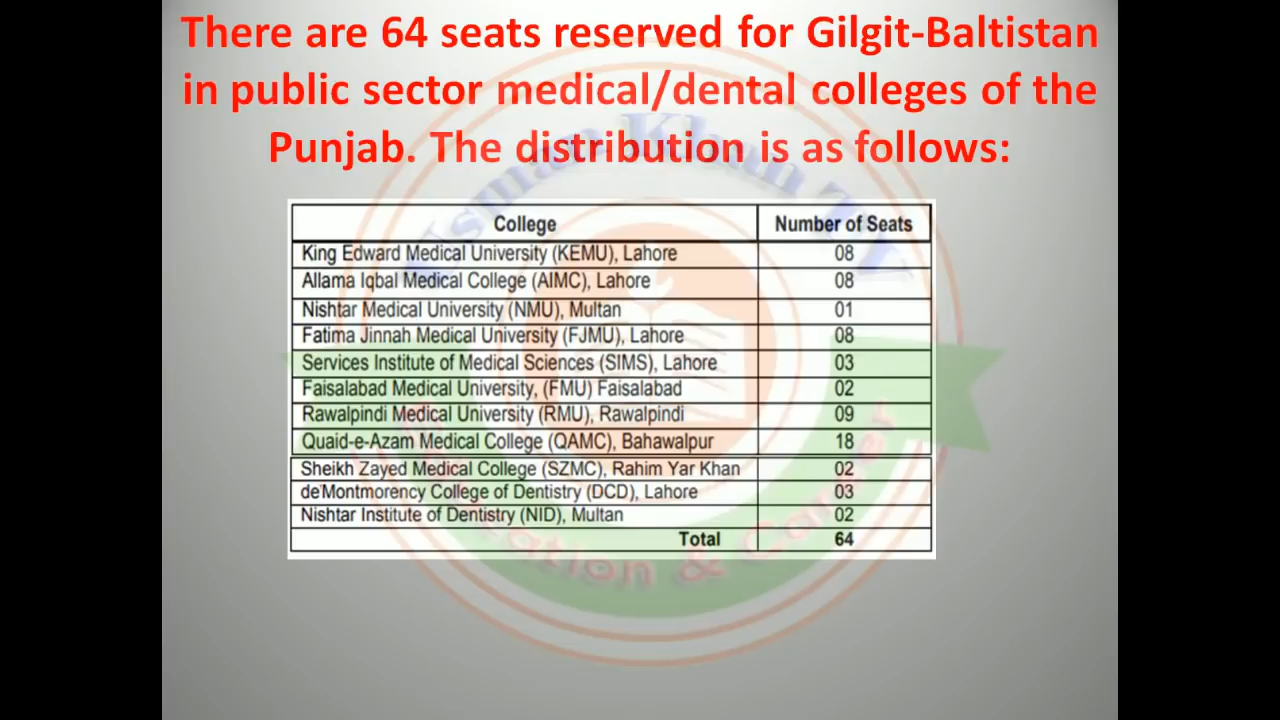 There are 64 seats reserved for Gilgit-Baltistan
in public sector medical/dental colleges of the
Punjab. The distribution is as follows:
Usman Khan TV
College Number of Seats
King Edward Medical University (KEMU), Lahore 08
Allama Iqbal Medical College (AIMC), Lahore 08
Nishtar Medical University (NMU), Multan 01
Fatima Jinnah Medical University (FJMU), Lahore 08
Services Institute of Medical Sciences (SIMS), Lahore 03
Faisalabad Medical University, (FMU) Faisalabad 02
Rawalpindi Medical University (RMU), Rawalpindi 09
Quaid-e-Azam Medical College (QAMC), Bahawalpur 18
Sheikh Zayed Medical College (SZMC), Rahim Yar Khan 02
de'Montmorency College of Dentistry (DCD), Lahore 03
Nishtar Institute of Dentistry (NID), Multan 02
Total 64
Education & Career